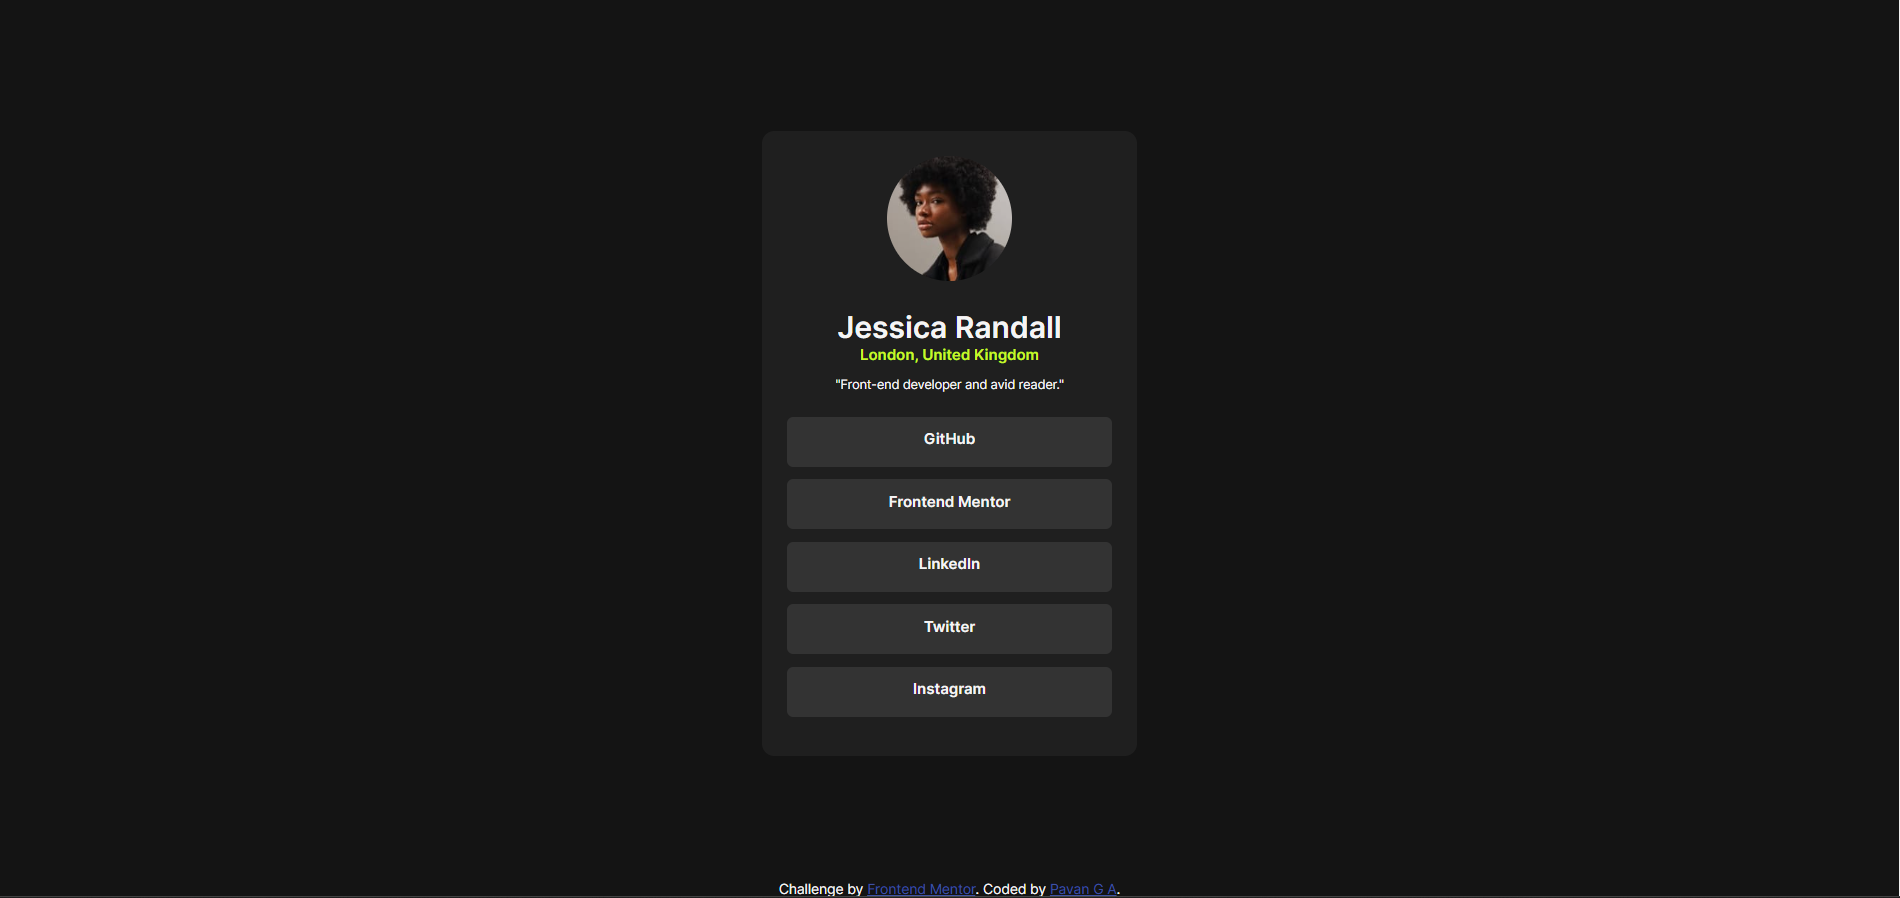 Jessica Randall
London, United Kingdom
"Front-end developer and avid reader."
GitHub
Frontend Mentor
LinkedIn
Twitter
Instagram
Challenge by Frontend Mentor. Coded by Pavan G A.